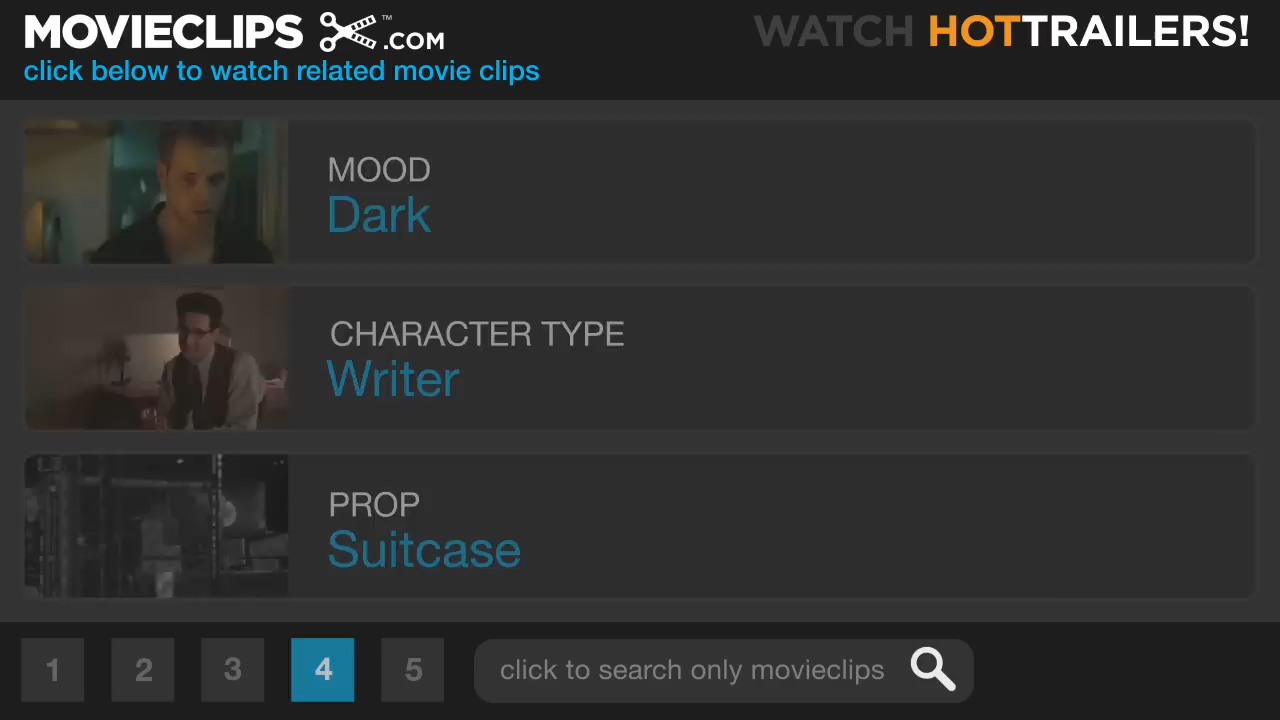 MOVIECLIPS ™ .COM
WATCH HOTTRAILERS!
click below to watch related movie clips
MOOD
Dark
CHARACTER TYPE
Writer
PROP
Suitcase
1 2 3 4 5 click to search only movieclips